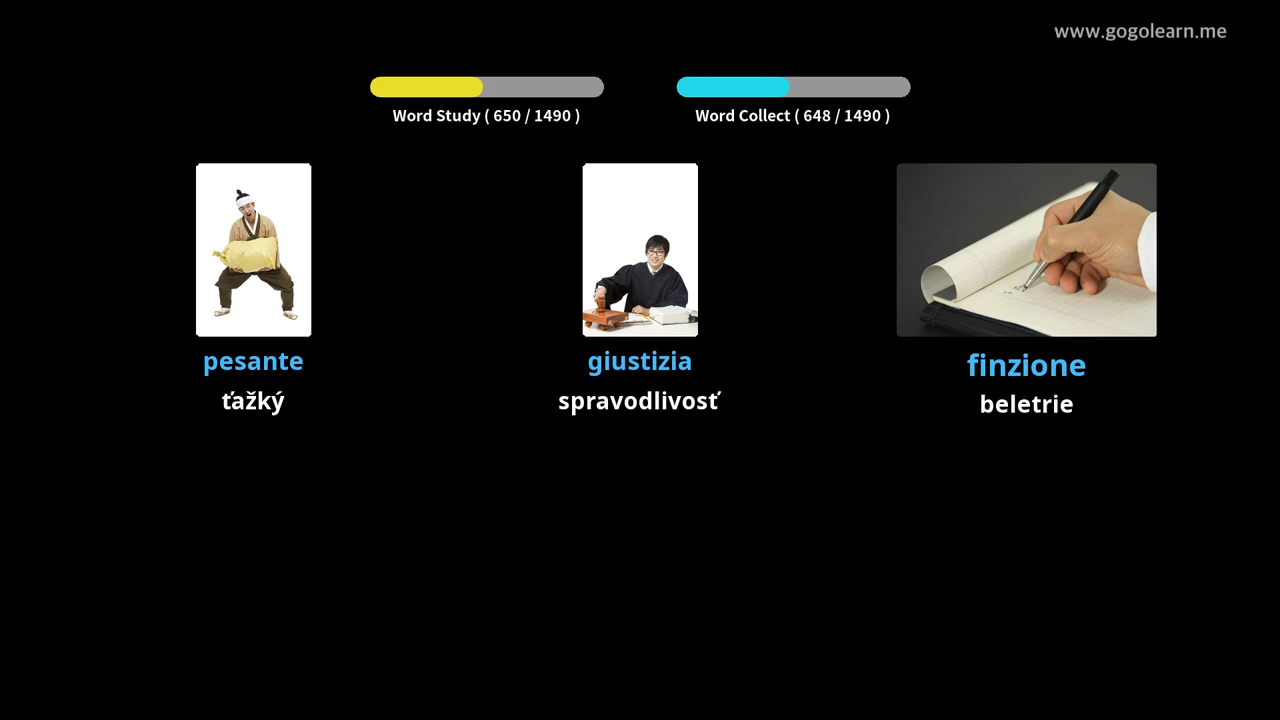 www.gogolearn.me
Word Study ( 650 / 1490 )
Word Collect ( 648 / 1490 )
pesante
ťažký
giustizia
spravodlivosť
finzione
beletrie